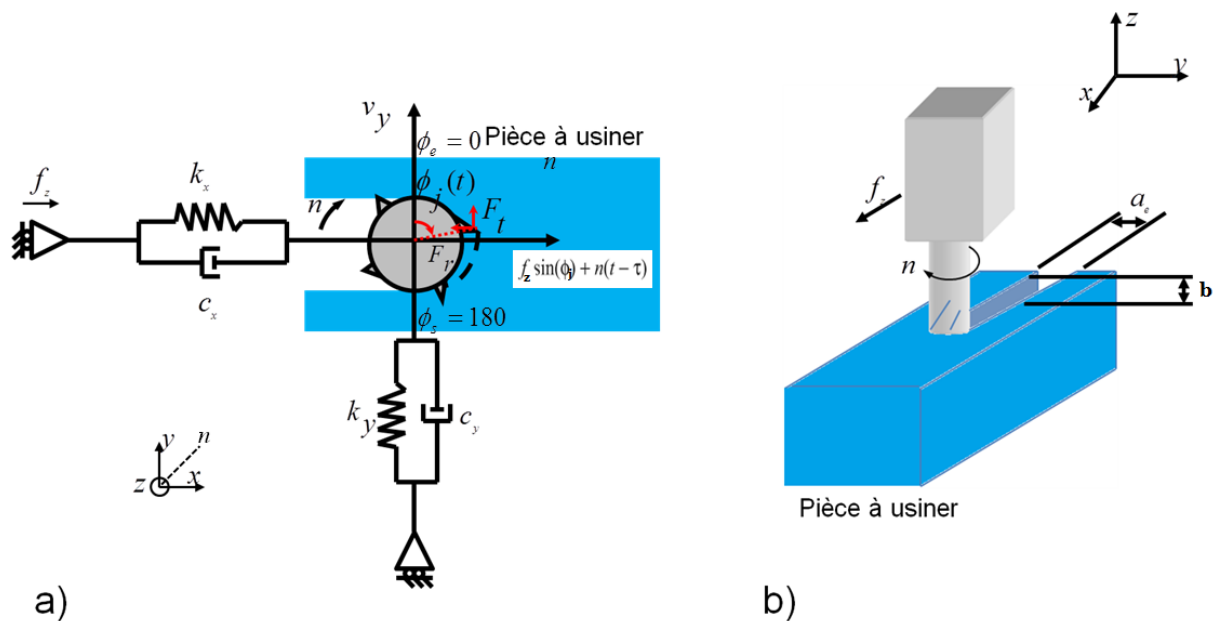 v_y
ϕ_e = 0 Pièce à usiner
n
ϕ_j(t)
f_z
k_x
n
F_t
F_r
f_z sin(ϕ_j) + n(t − τ)
c_x
ϕ_s = 180
k_y
c_y
y
n
z
x
a)
z
y
x
f_z
a_e
n
b
Pièce à usiner
b)